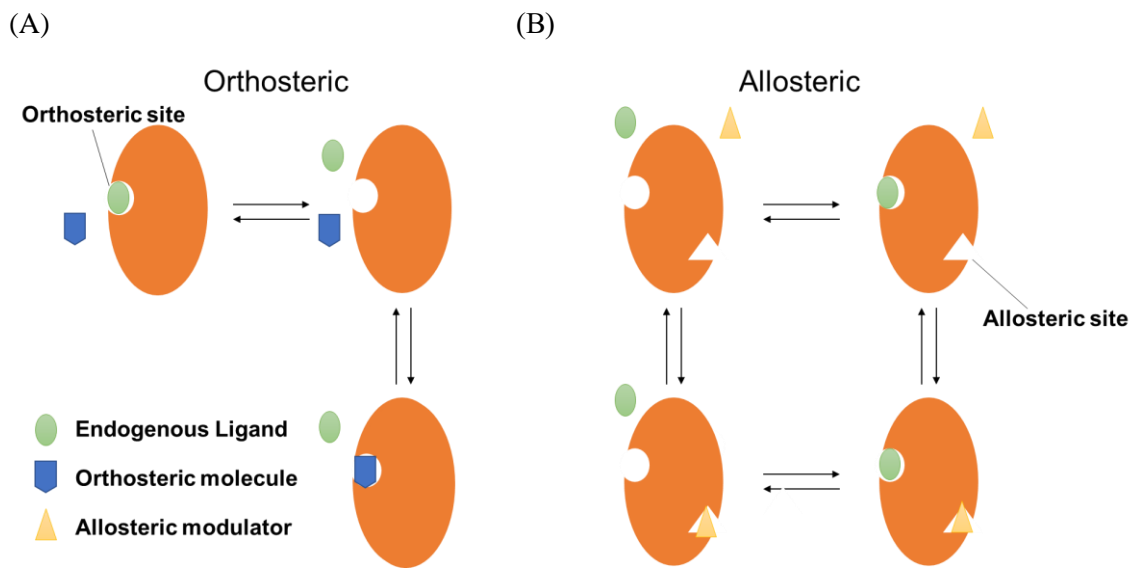 (A)
(B)
Orthosteric
Allosteric
Orthosteric site
Allosteric site
Endogenous Ligand
Orthosteric molecule
Allosteric modulator